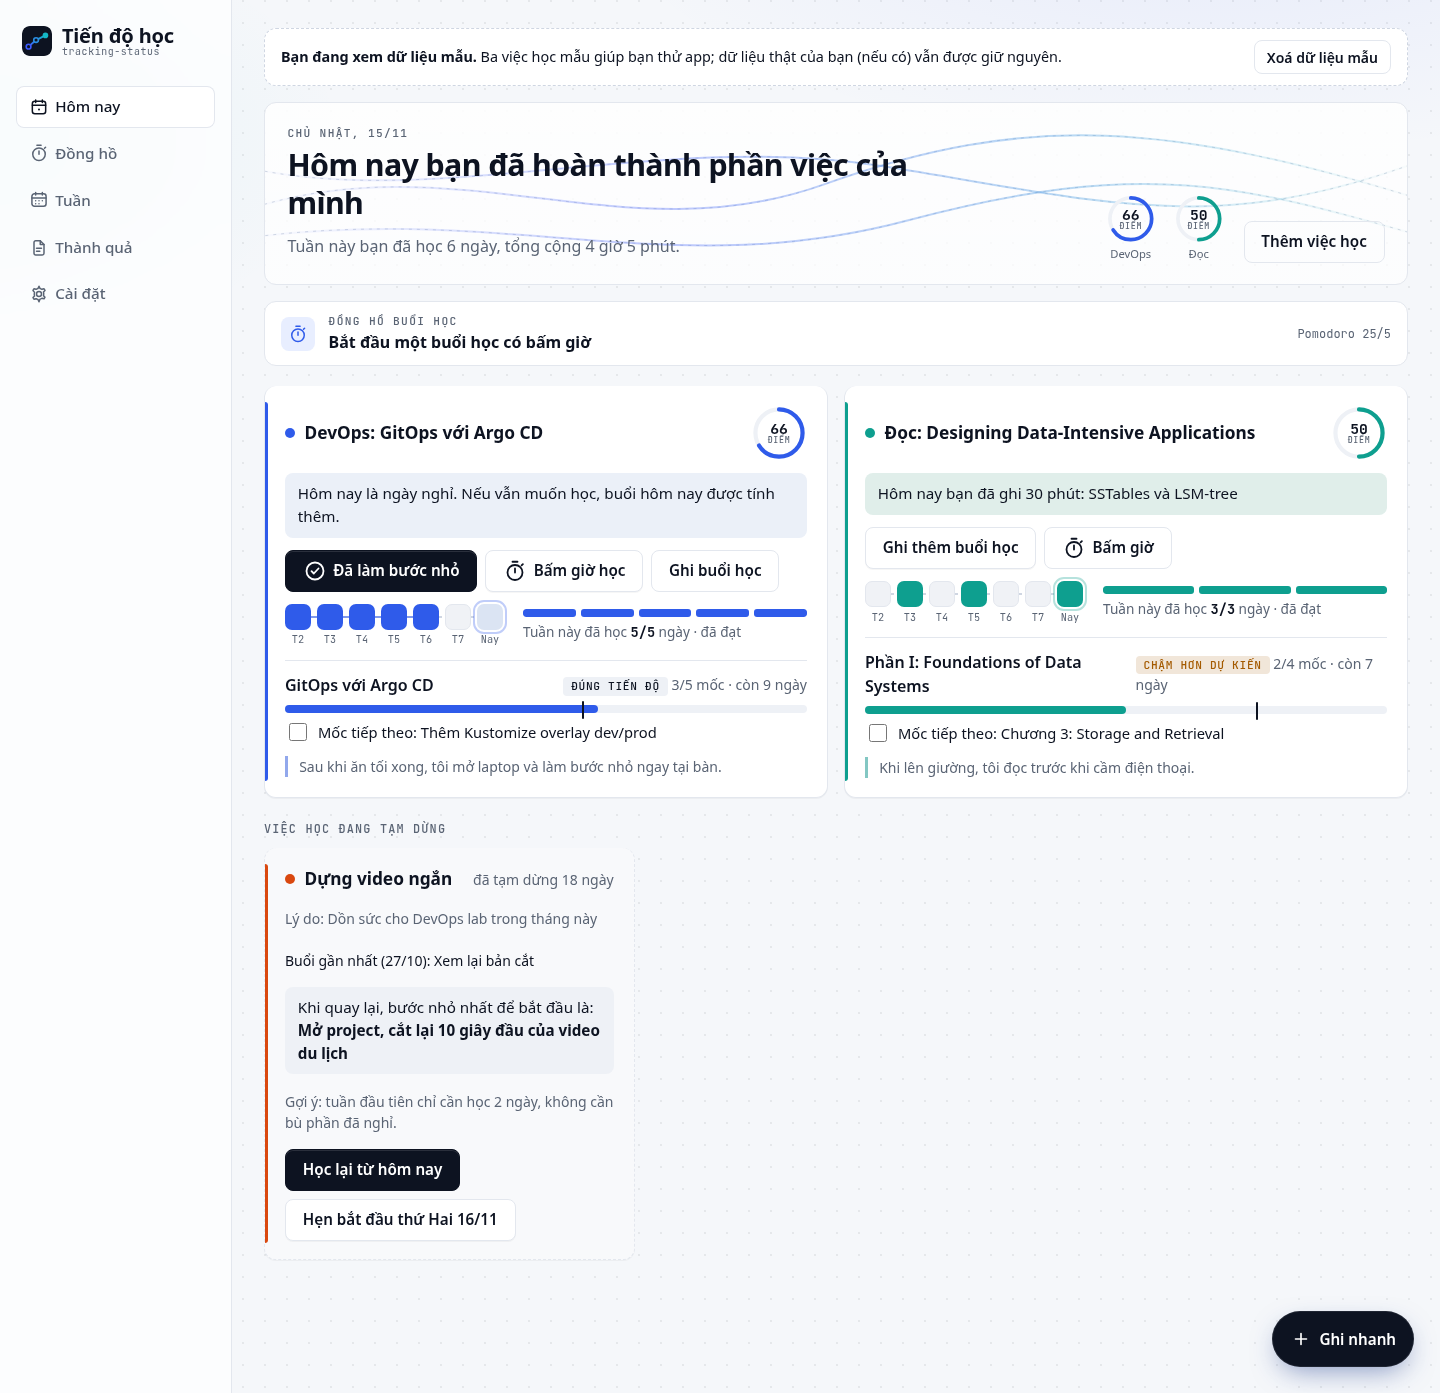 Tiến độ học
tracking-status
Hôm nay
Đồng hồ
Tuần
Thành quả
Cài đặt
Bạn đang xem dữ liệu mẫu. Ba việc học mẫu giúp bạn thử app; dữ liệu thật của bạn (nếu có) vẫn được giữ nguyên.
Xoá dữ liệu mẫu
CHỦ NHẬT, 15/11
Hôm nay bạn đã hoàn thành phần việc của
mình
Tuần này bạn đã học 6 ngày, tổng cộng 4 giờ 5 phút.
66
ĐIỂM
DevOps
50
ĐIỂM
Đọc
Thêm việc học
ĐỒNG HỒ BUỔI HỌC
Bắt đầu một buổi học có bấm giờ
Pomodoro 25/5
DevOps: GitOps với Argo CD
66
ĐIỂM
Hôm nay là ngày nghỉ. Nếu vẫn muốn học, buổi hôm nay được tính
thêm.
Đã làm bước nhỏ
Bấm giờ học
Ghi buổi học
T2 T3 T4 T5 T6 T7 Nay
Tuần này đã học 5/5 ngày · đã đạt
GitOps với Argo CD
ĐÚNG TIẾN ĐỘ 3/5 mốc · còn 9 ngày
Mốc tiếp theo: Thêm Kustomize overlay dev/prod
Sau khi ăn tối xong, tôi mở laptop và làm bước nhỏ ngay tại bàn.
Đọc: Designing Data-Intensive Applications
50
ĐIỂM
Hôm nay bạn đã ghi 30 phút: SSTables và LSM-tree
Ghi thêm buổi học
Bấm giờ
T2 T3 T4 T5 T6 T7 Nay
Tuần này đã học 3/3 ngày · đã đạt
Phần I: Foundations of Data
Systems
CHẬM HƠN DỰ KIẾN 2/4 mốc · còn 7
ngày
Mốc tiếp theo: Chương 3: Storage and Retrieval
Khi lên giường, tôi đọc trước khi cầm điện thoại.
VIỆC HỌC ĐANG TẠM DỪNG
Dựng video ngắn
đã tạm dừng 18 ngày
Lý do: Dồn sức cho DevOps lab trong tháng này
Buổi gần nhất (27/10): Xem lại bản cắt
Khi quay lại, bước nhỏ nhất để bắt đầu là:
Mở project, cắt lại 10 giây đầu của video
du lịch
Gợi ý: tuần đầu tiên chỉ cần học 2 ngày, không cần
bù phần đã nghỉ.
Học lại từ hôm nay
Hẹn bắt đầu thứ Hai 16/11
Ghi nhanh